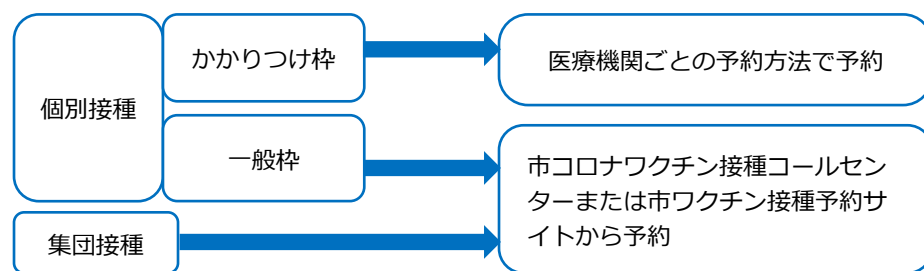 個別接種
かかりつけ枠
医療機関ごとの予約方法で予約
一般枠
市コロナワクチン接種コールセン
ターまたは市ワクチン接種予約サ
イトから予約
集団接種